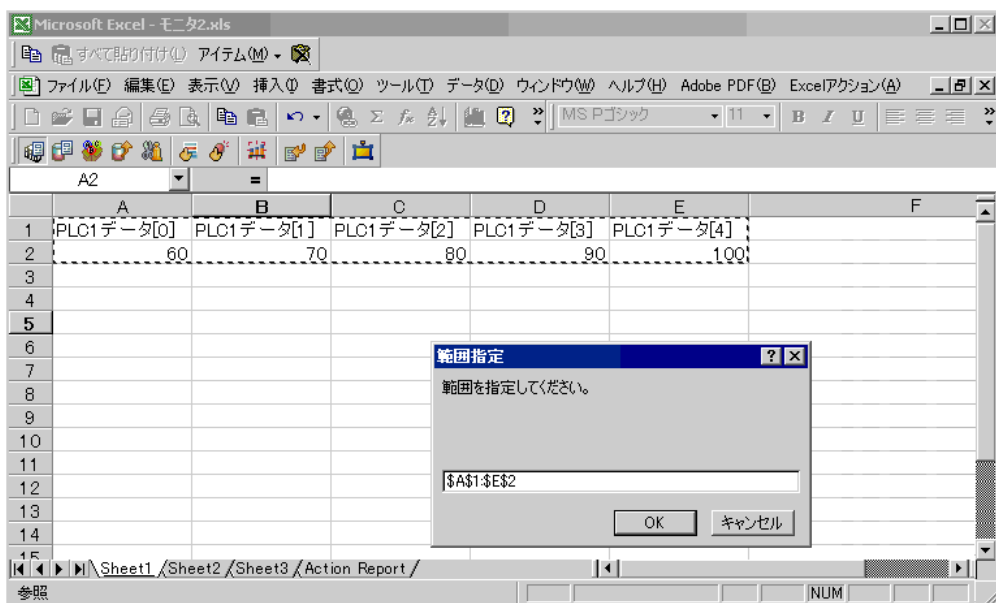 Microsoft Excel - モニタ2.xls
すべて貼り付け(L) アイテム(M)
ファイル(F) 編集(E) 表示(V) 挿入(I) 書式(O) ツール(T) データ(D) ウィンドウ(W) ヘルプ(H) Adobe PDF(B) Excelアクション(A)
MS Pゴシック 11 B I U
A2 =
A B C D E F
1 PLC1データ[0] PLC1データ[1] PLC1データ[2] PLC1データ[3] PLC1データ[4]
2 60 70 80 90 100
3
4
5
6
7
8
9
10
11
12
13
14
15
範囲指定
範囲を指定してください。
$A$1:$E$2
OK キャンセル
Sheet1 Sheet2 Sheet3 Action Report
参照 NUM